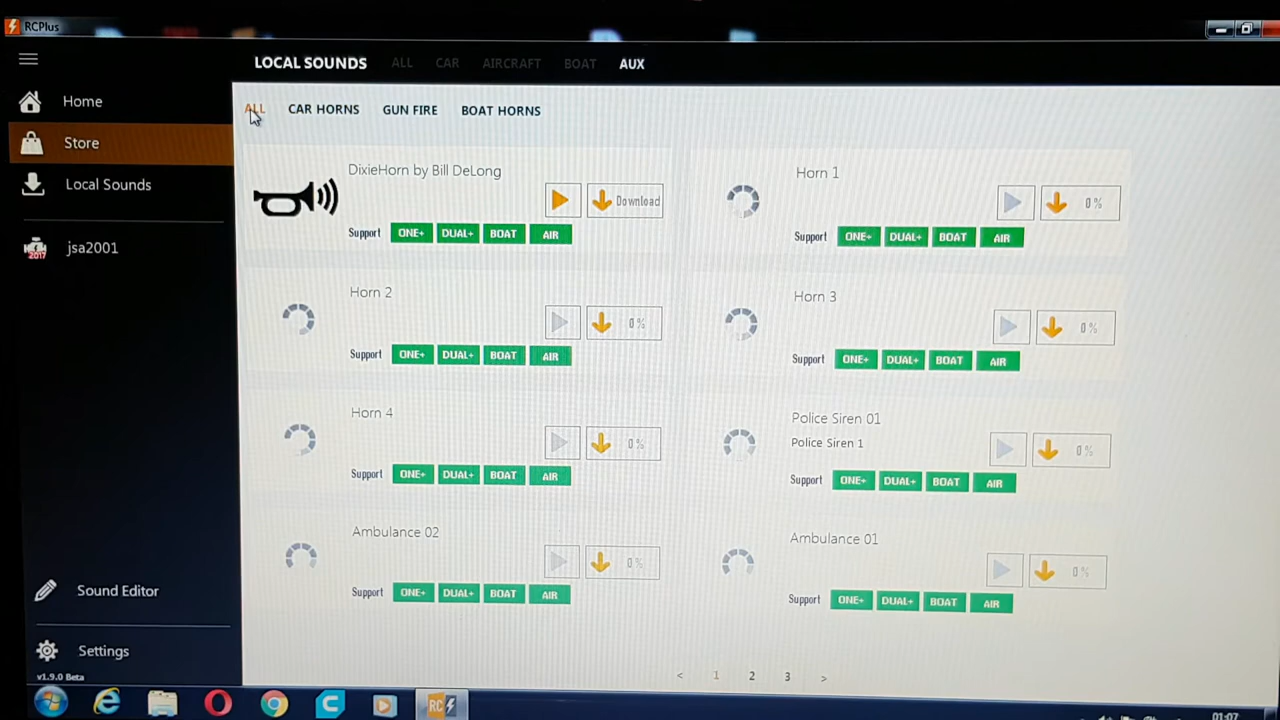 RCPlus
LOCAL SOUNDS ALL CAR AIRCRAFT BOAT AUX
Home
Store
Local Sounds
2017 jsa2001
Sound Editor
Settings
v1.9.0 Beta
ALL CAR HORNS GUN FIRE BOAT HORNS
DixieHorn by Bill DeLong
Download
Support ONE+ DUAL+ BOAT AIR
Horn 1
0 %
Support ONE+ DUAL+ BOAT AIR
Horn 2
0 %
Support ONE+ DUAL+ BOAT AIR
Horn 3
0 %
Support ONE+ DUAL+ BOAT AIR
Horn 4
0 %
Support ONE+ DUAL+ BOAT AIR
Police Siren 01
Police Siren 1
0 %
Support ONE+ DUAL+ BOAT AIR
Ambulance 02
0 %
Support ONE+ DUAL+ BOAT AIR
Ambulance 01
0 %
Support ONE+ DUAL+ BOAT AIR
< 1 2 3 >
RC
01:07